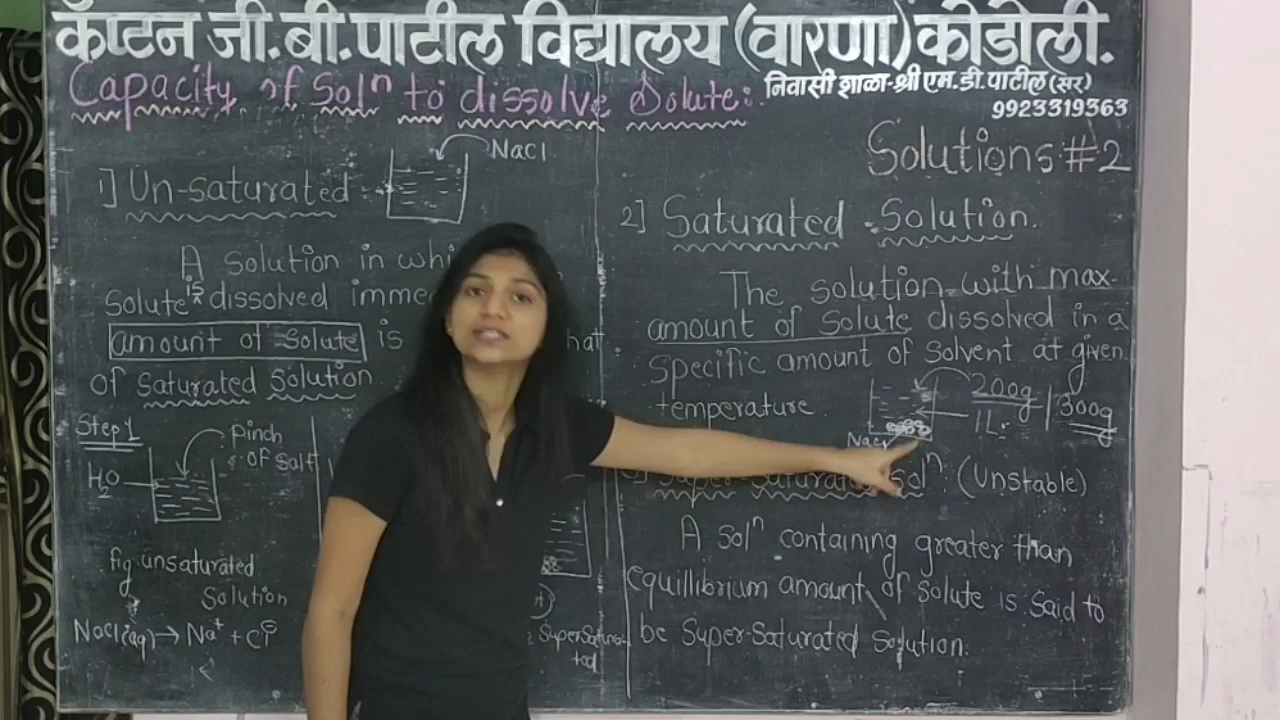 कॅप्टन जी.बी.पाटील विद्यालय (वारणा) कोडोली.
निवासी शाळा-श्री एम.डी.पाटील (सर)
9923319363
Capacity of Solⁿ to dissolve Solute:
Solutions #2
1] Un-saturated
NaCl
A solution in
solute is dissolved
amount of solute is
of saturated solution
Step 1
H₂O
pinch
of salt
fig: unsaturated
solution
NaCl(aq) → Na⁺ + Cl⊖
2] Saturated Solution.
The solution with max.
amount of solute dissolved in a
specific amount of solvent at given
temperature.
200g | 300g
1L
NaCl
Super Saturated solⁿ: (Unstable)
A solⁿ containing greater than
equillibrium amount of solute is said to
be Super-Saturated solution.